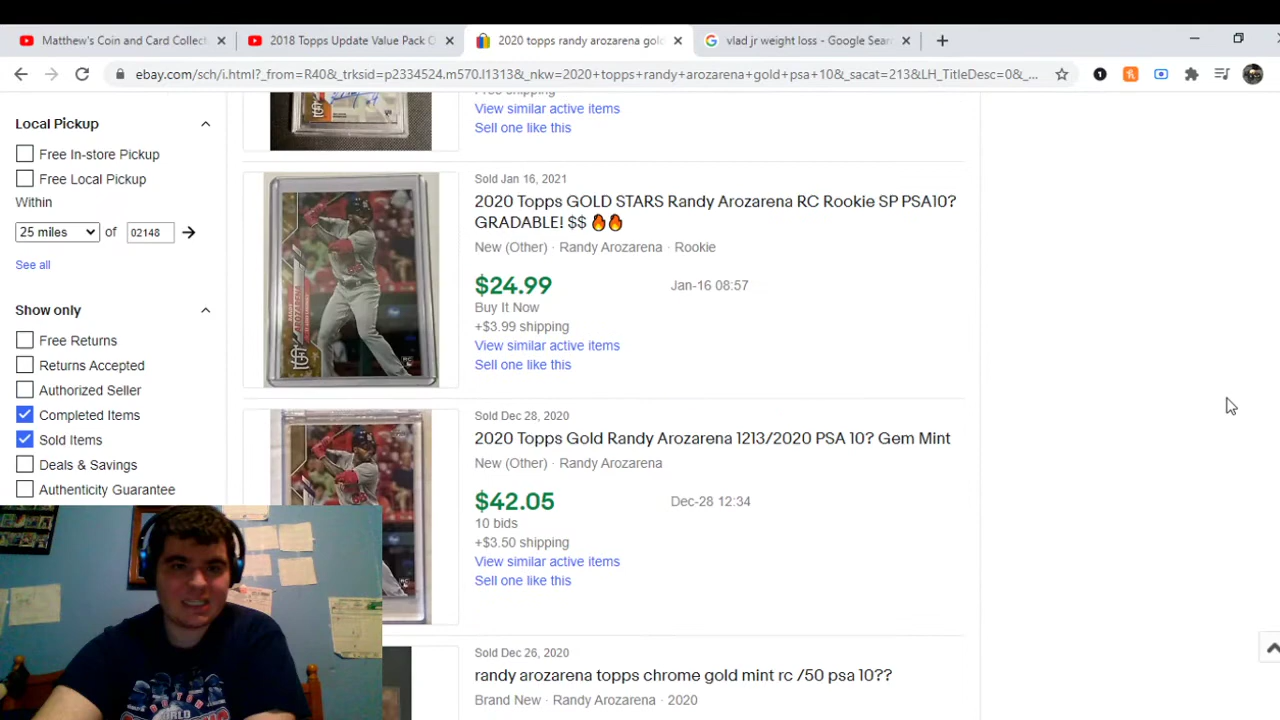 Matthew's Coin and Card Collect
2018 Topps Update Value Pack O
2020 topps randy arozarena gold
vlad jr weight loss - Google Sear
ebay.com/sch/i.html?_from=R40&_trksid=p2334524.m570.l1313&_nkw=2020+topps+randy+arozarena+gold+psa+10&_sacat=213&LH_TitleDesc=0&_...
Local Pickup
Free In-store Pickup
Free Local Pickup
Within
25 miles of 02148
See all
Show only
Free Returns
Returns Accepted
Authorized Seller
Completed Items
Sold Items
Deals & Savings
Authenticity Guarantee
Free shipping
View similar active items
Sell one like this
Sold Jan 16, 2021
2020 Topps GOLD STARS Randy Arozarena RC Rookie SP PSA10?
GRADABLE! $$ 🔥🔥
New (Other) · Randy Arozarena · Rookie
$24.99 Jan-16 08:57
Buy It Now
+$3.99 shipping
View similar active items
Sell one like this
Sold Dec 28, 2020
2020 Topps Gold Randy Arozarena 1213/2020 PSA 10? Gem Mint
New (Other) · Randy Arozarena
$42.05 Dec-28 12:34
10 bids
+$3.50 shipping
View similar active items
Sell one like this
Sold Dec 26, 2020
randy arozarena topps chrome gold mint rc /50 psa 10??
Brand New · Randy Arozarena · 2020